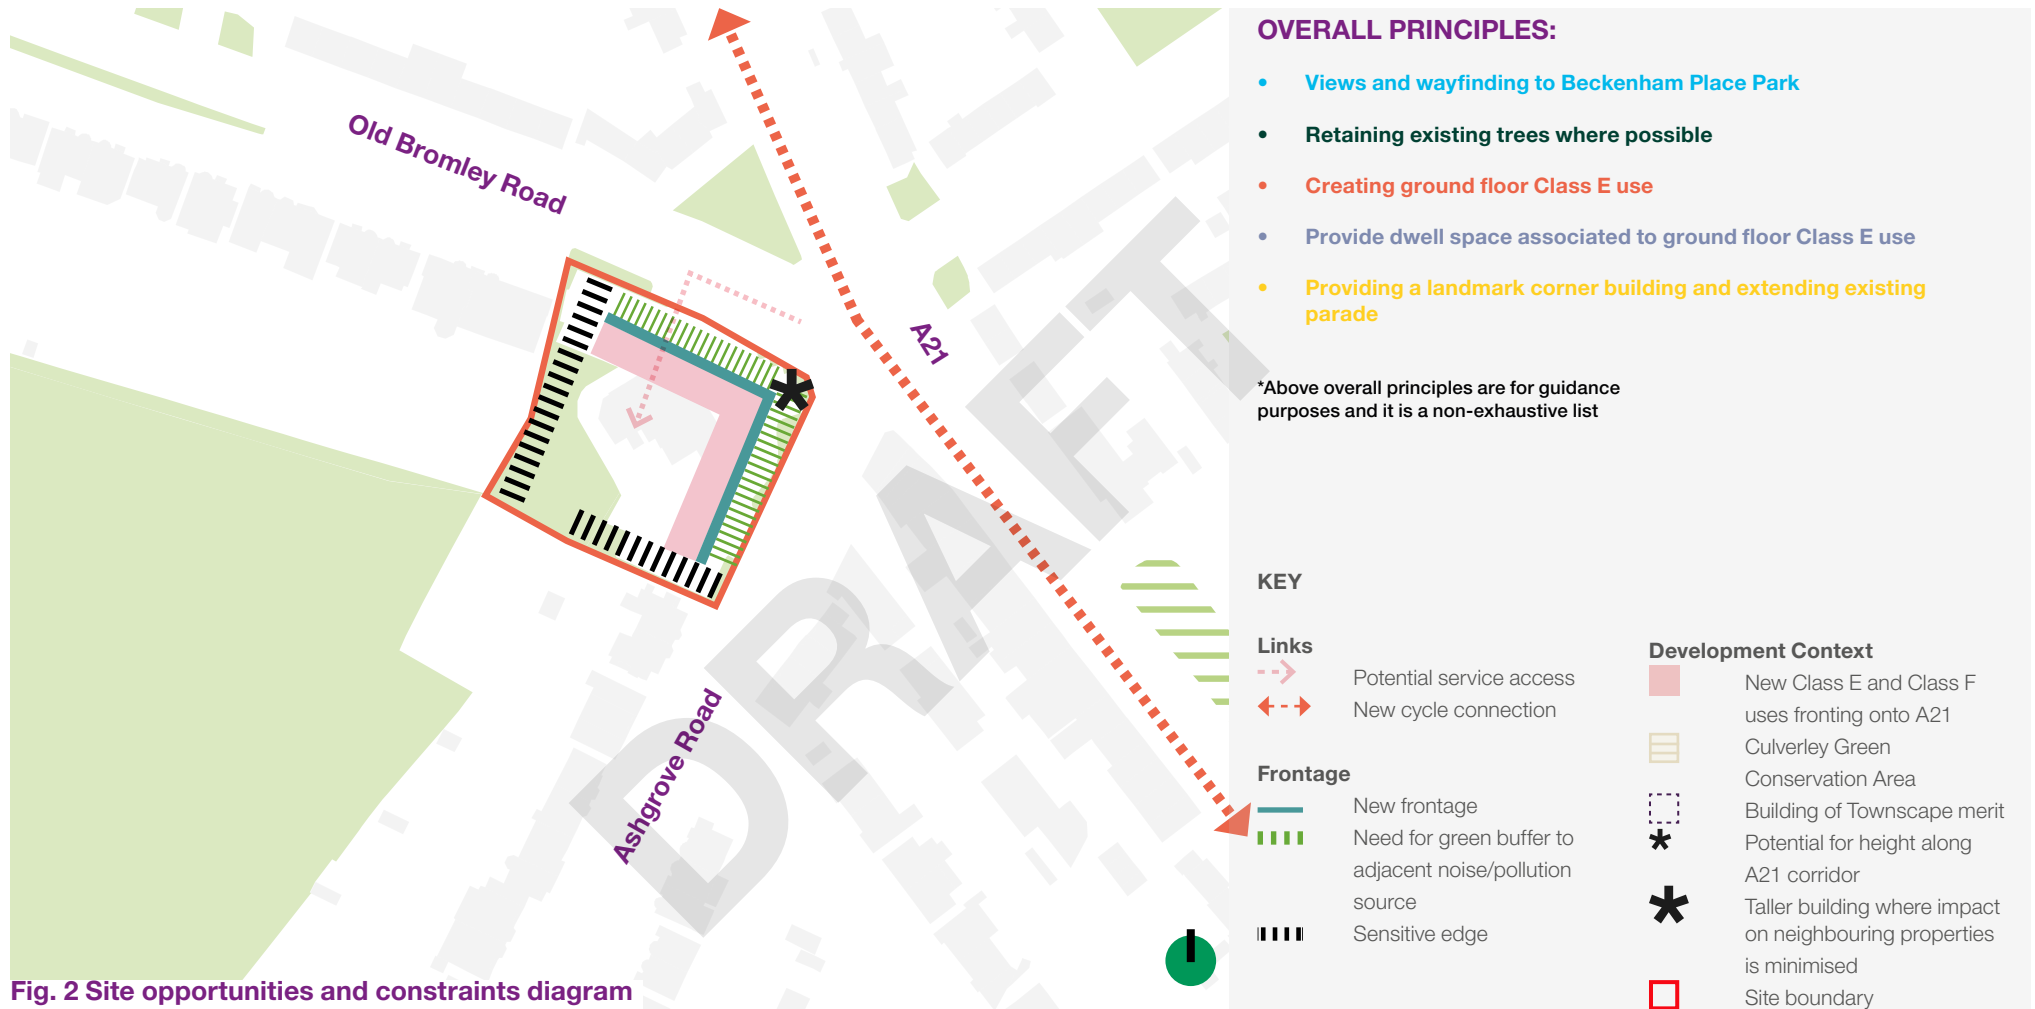 Old Bromley Road
A21
Ashgrove Road
DRAFT
Fig. 2 Site opportunities and constraints diagram
OVERALL PRINCIPLES:
• Views and wayfinding to Beckenham Place Park
• Retaining existing trees where possible
• Creating ground floor Class E use
• Provide dwell space associated to ground floor Class E use
• Providing a landmark corner building and extending existing
parade
*Above overall principles are for guidance
purposes and it is a non-exhaustive list
KEY
Links
Potential service access
New cycle connection
Frontage
New frontage
Need for green buffer to
adjacent noise/pollution
source
Sensitive edge
Development Context
New Class E and Class F
uses fronting onto A21
Culverley Green
Conservation Area
Building of Townscape merit
Potential for height along
A21 corridor
Taller building where impact
on neighbouring properties
is minimised
Site boundary